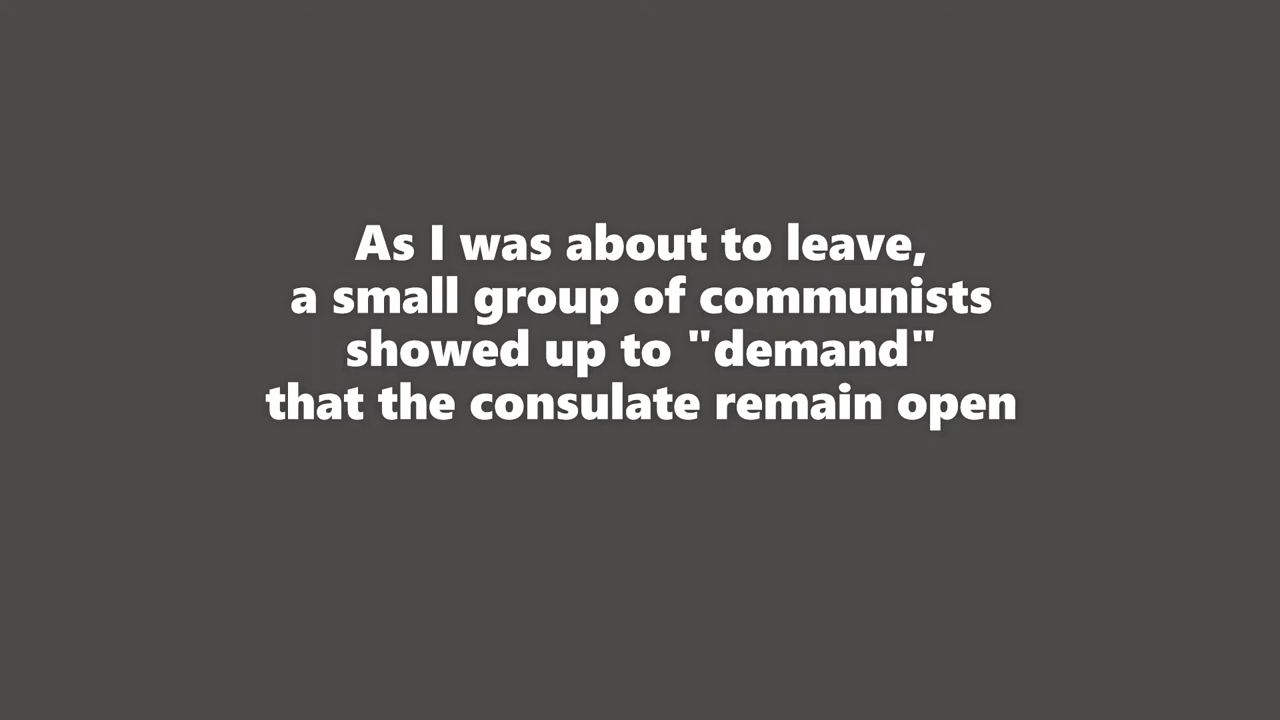 As I was about to leave,
a small group of communists
showed up to "demand"
that the consulate remain open